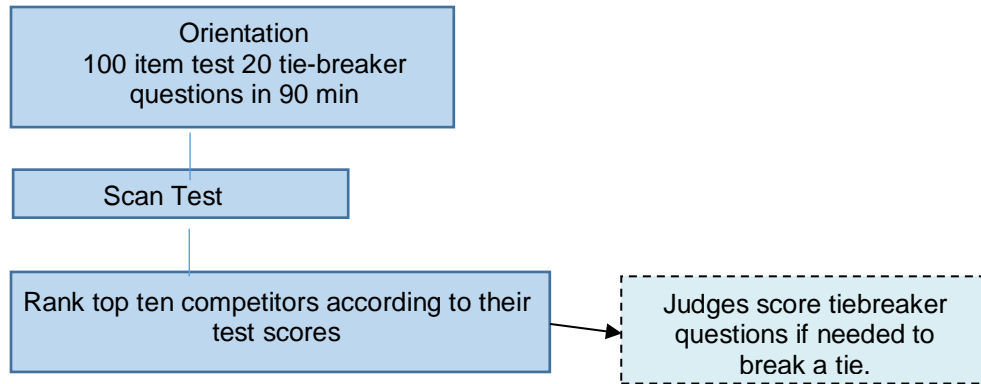 Orientation
100 item test 20 tie-breaker
questions in 90 min
Scan Test
Rank top ten competitors according to their
test scores
Judges score tiebreaker
questions if needed to
break a tie.